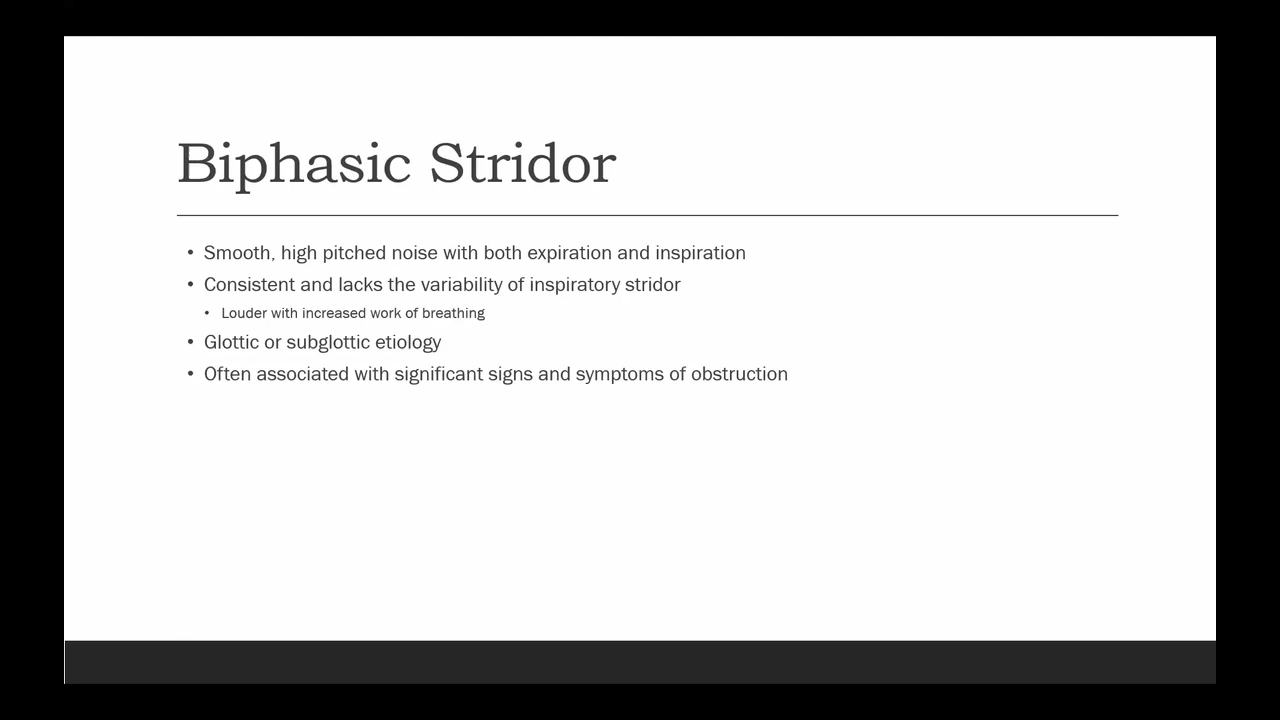 Biphasic Stridor
• Smooth, high pitched noise with both expiration and inspiration
• Consistent and lacks the variability of inspiratory stridor
• Louder with increased work of breathing
• Glottic or subglottic etiology
• Often associated with significant signs and symptoms of obstruction